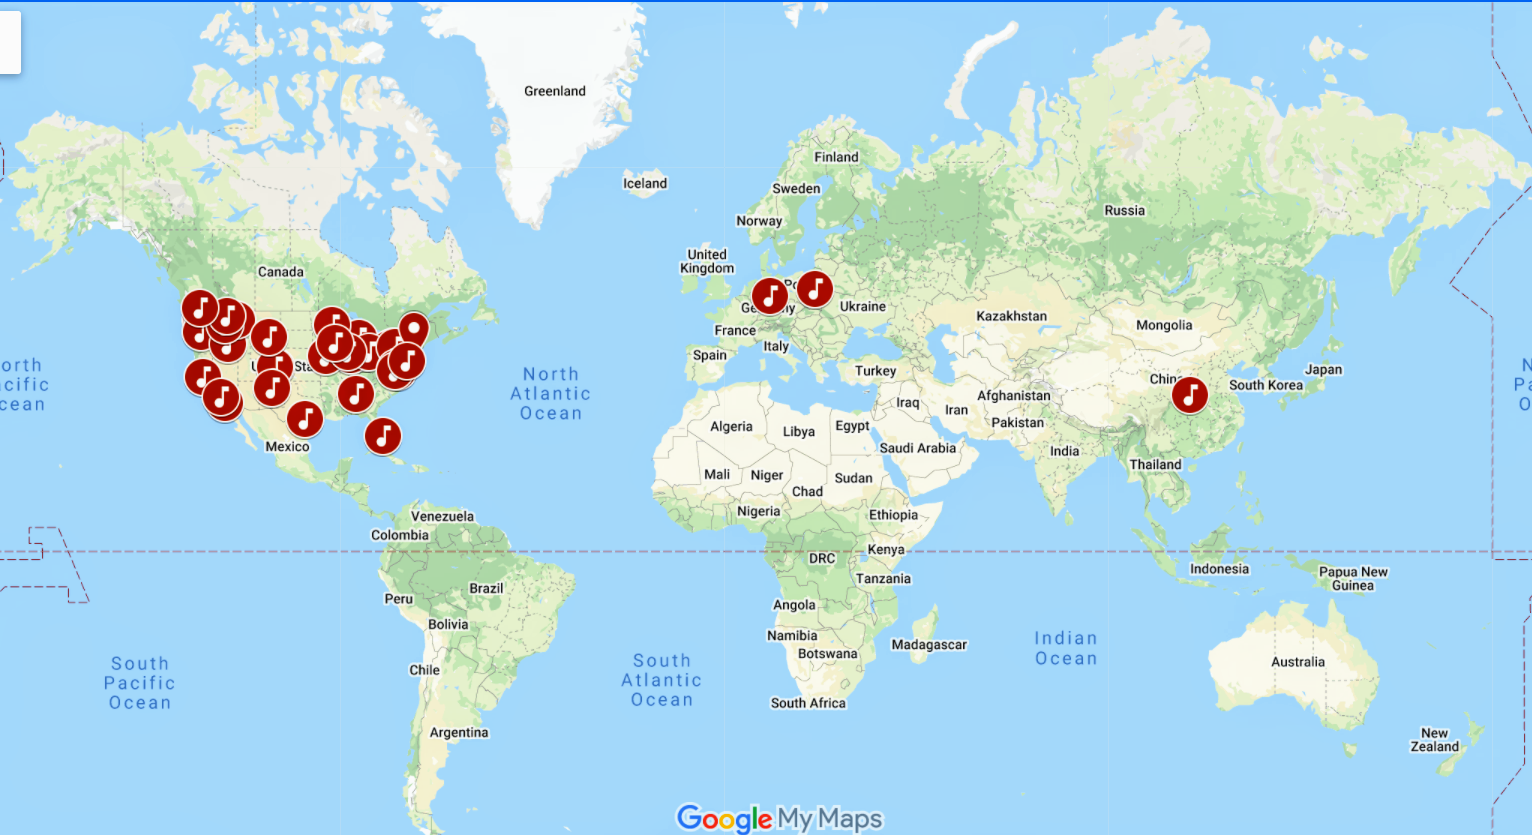 Greenland
Finland
Iceland
Sweden
Russia
Norway
United
Kingdom
Canada
Po
Ukraine
Germany
Kazakhstan
Mongolia
France
Italy
Spain
U
Sta
Turkey
Japan
China
South Korea
North
Atlantic
Ocean
orth
acific
cean
N
Pa
O
Afghanistan
Iraq
Iran
Pakistan
Algeria
Libya
Egypt
Saudi Arabia
India
Mexico
Thailand
Mali
Niger
Sudan
Chad
Nigeria
Ethiopia
Venezuela
Colombia
Kenya
DRC
Indonesia
Papua New
Guinea
Tanzania
Brazil
Peru
Angola
Bolivia
Namibia
Botswana
Madagascar
Indian
Ocean
South
Pacific
Ocean
South
Atlantic
Ocean
Chile
Australia
South Africa
Argentina
New
Zealand
Google My Maps